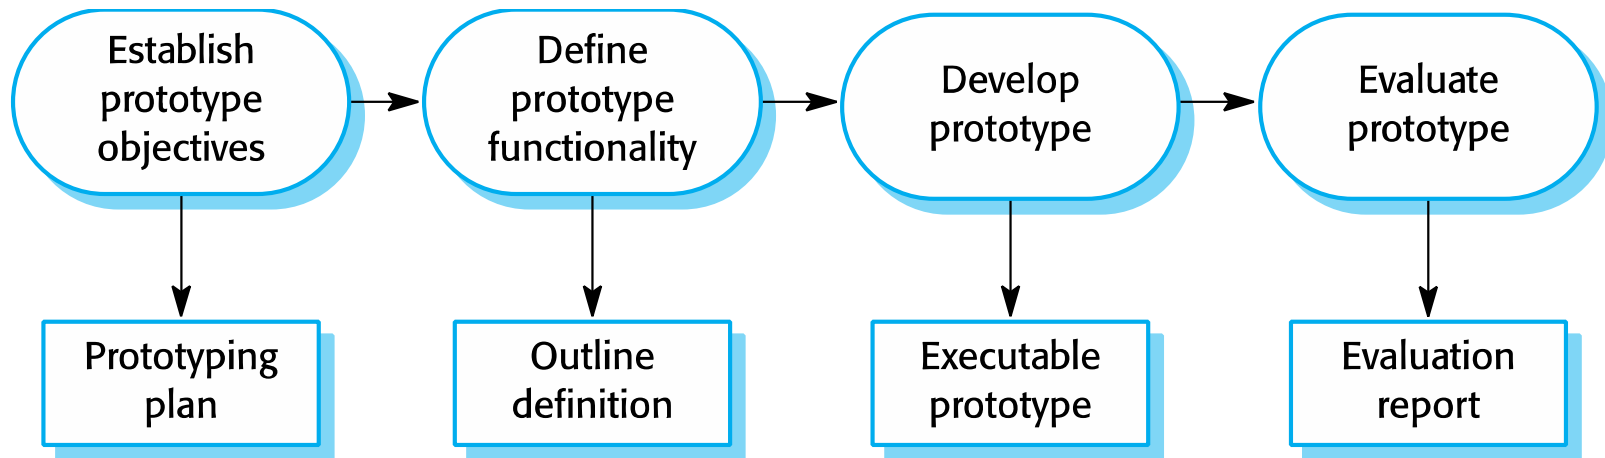 Establish
prototype
objectives
Define
prototype
functionality
Develop
prototype
Evaluate
prototype
Prototyping
plan
Outline
definition
Executable
prototype
Evaluation
report